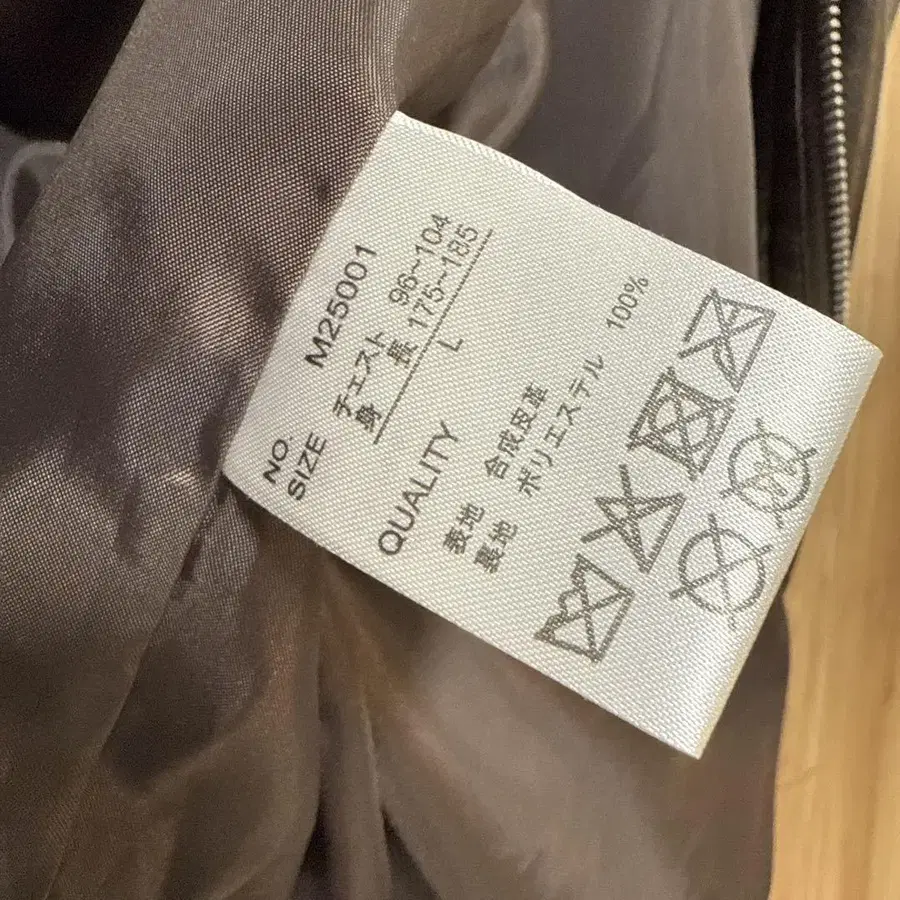 NO. M25001
SIZE チェスト 96~104
身長 175~185
L
QUALITY
表地 合成皮革
裏地 ポリエステル 100%